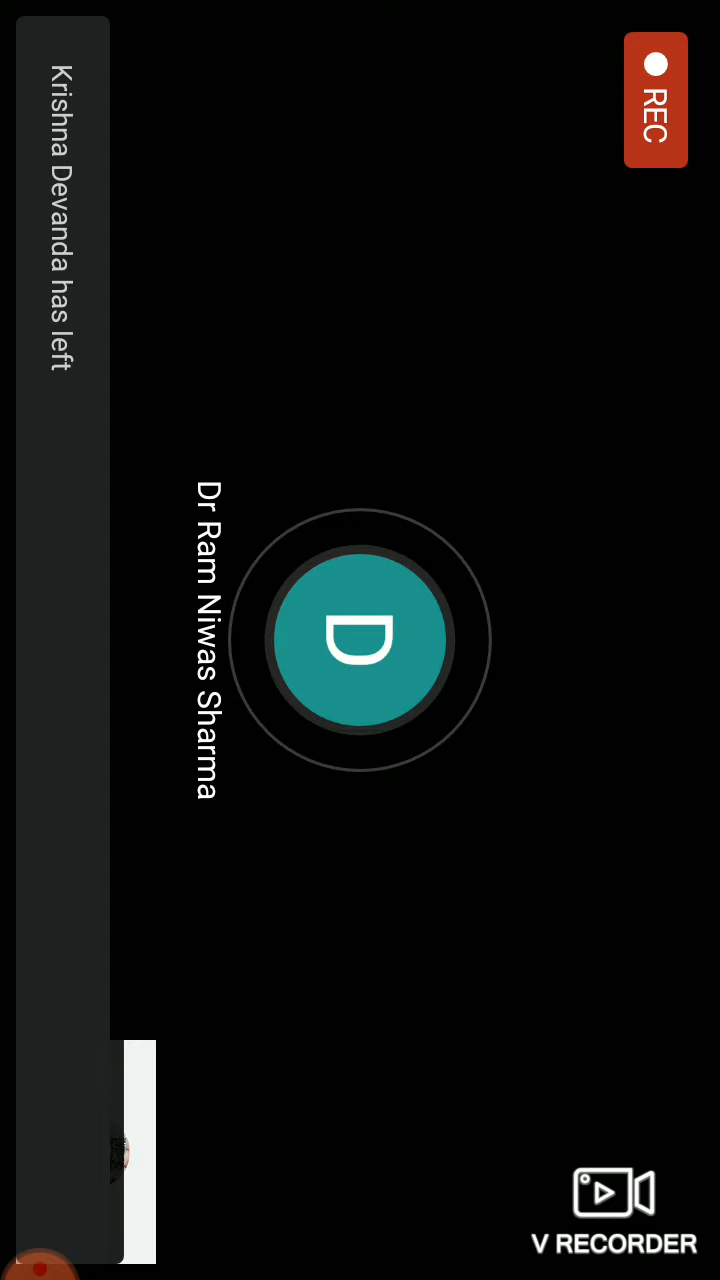 REC
D
Dr Ram Niwas Sharma
Krishna Devanda has left
V RECORDER